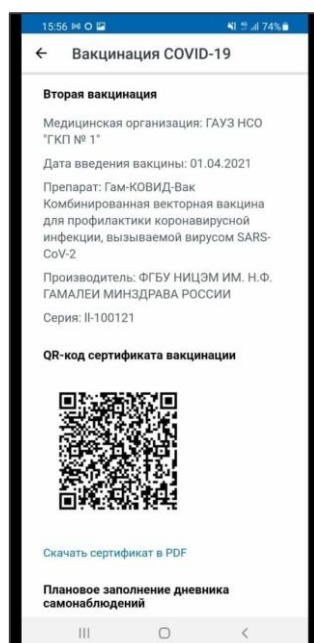 15:56 74%
Вакцинация COVID-19
Вторая вакцинация
Медицинская организация: ГАУЗ НСО
"ГКП № 1"
Дата введения вакцины: 01.04.2021
Препарат: Гам-КОВИД-Вак
Комбинированная векторная вакцина
для профилактики коронавирусной
инфекции, вызываемой вирусом SARS-
CoV-2
Производитель: ФГБУ НИЦЭМ ИМ. Н.Ф.
ГАМАЛЕИ МИНЗДРАВА РОССИИ
Серия: II-100121
QR-код сертификата вакцинации
Скачать сертификат в PDF
Плановое заполнение дневника
самонаблюдений